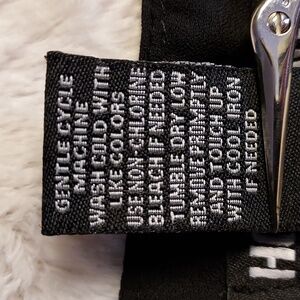 GENTLE CYCLE
MACHINE
WASH COLD WITH
LIKE COLORS
USE NON-CHLORINE
BLEACH IF NEEDED
TUMBLE DRY LOW
REMOVE PROMPTLY
AND TOUCH UP
WITH COOL IRON
IF NEEDED
H